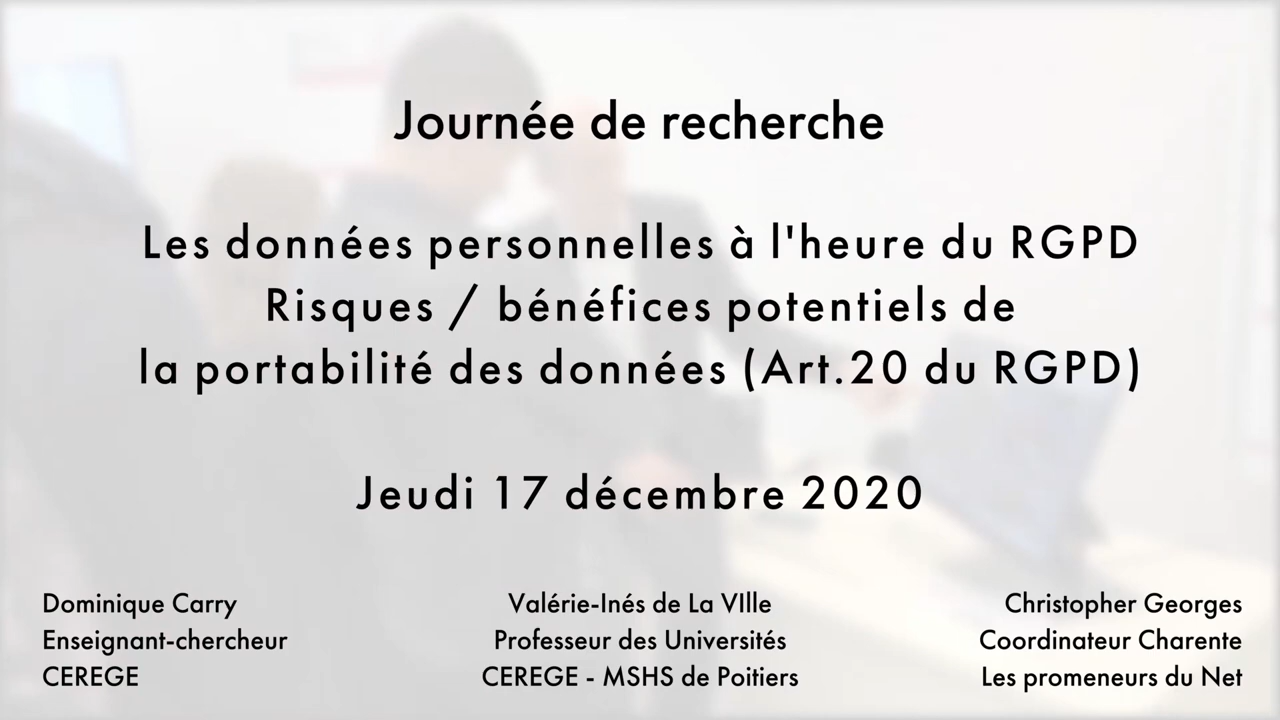 Journée de recherche
Les données personnelles à l'heure du RGPD
Risques / bénéfices potentiels de
la portabilité des données (Art.20 du RGPD)
Jeudi 17 décembre 2020
Dominique Carry
Enseignant-chercheur
CEREGE
Valérie-Inés de La VIlle
Professeur des Universités
CEREGE - MSHS de Poitiers
Christopher Georges
Coordinateur Charente
Les promeneurs du Net